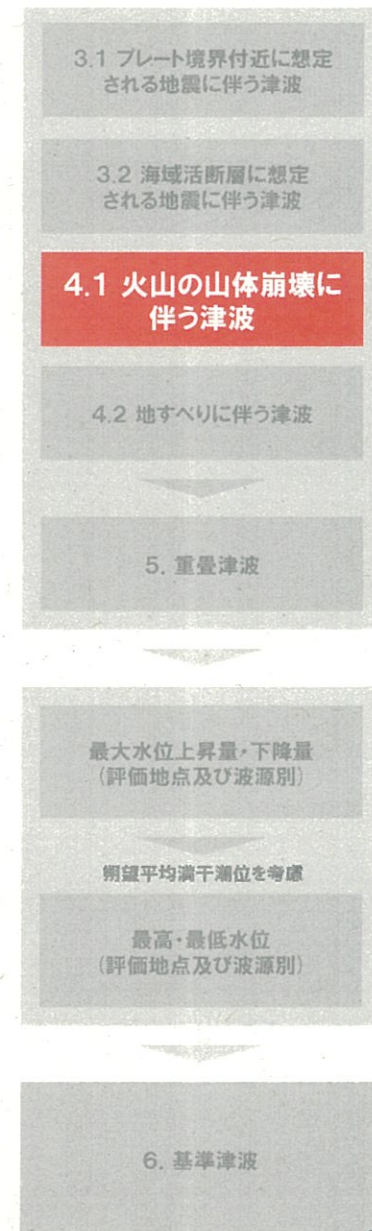 3.1 プレート境界付近に想定
される地震に伴う津波
3.2 海域活断層に想定
される地震に伴う津波
4.1 火山の山体崩壊に
伴う津波
4.2 地すべりに伴う津波
5. 重畳津波
最大水位上昇量・下降量
(評価地点及び波源別)
朔望平均満干潮位を考慮
最高・最低水位
(評価地点及び波源別)
6. 基準津波